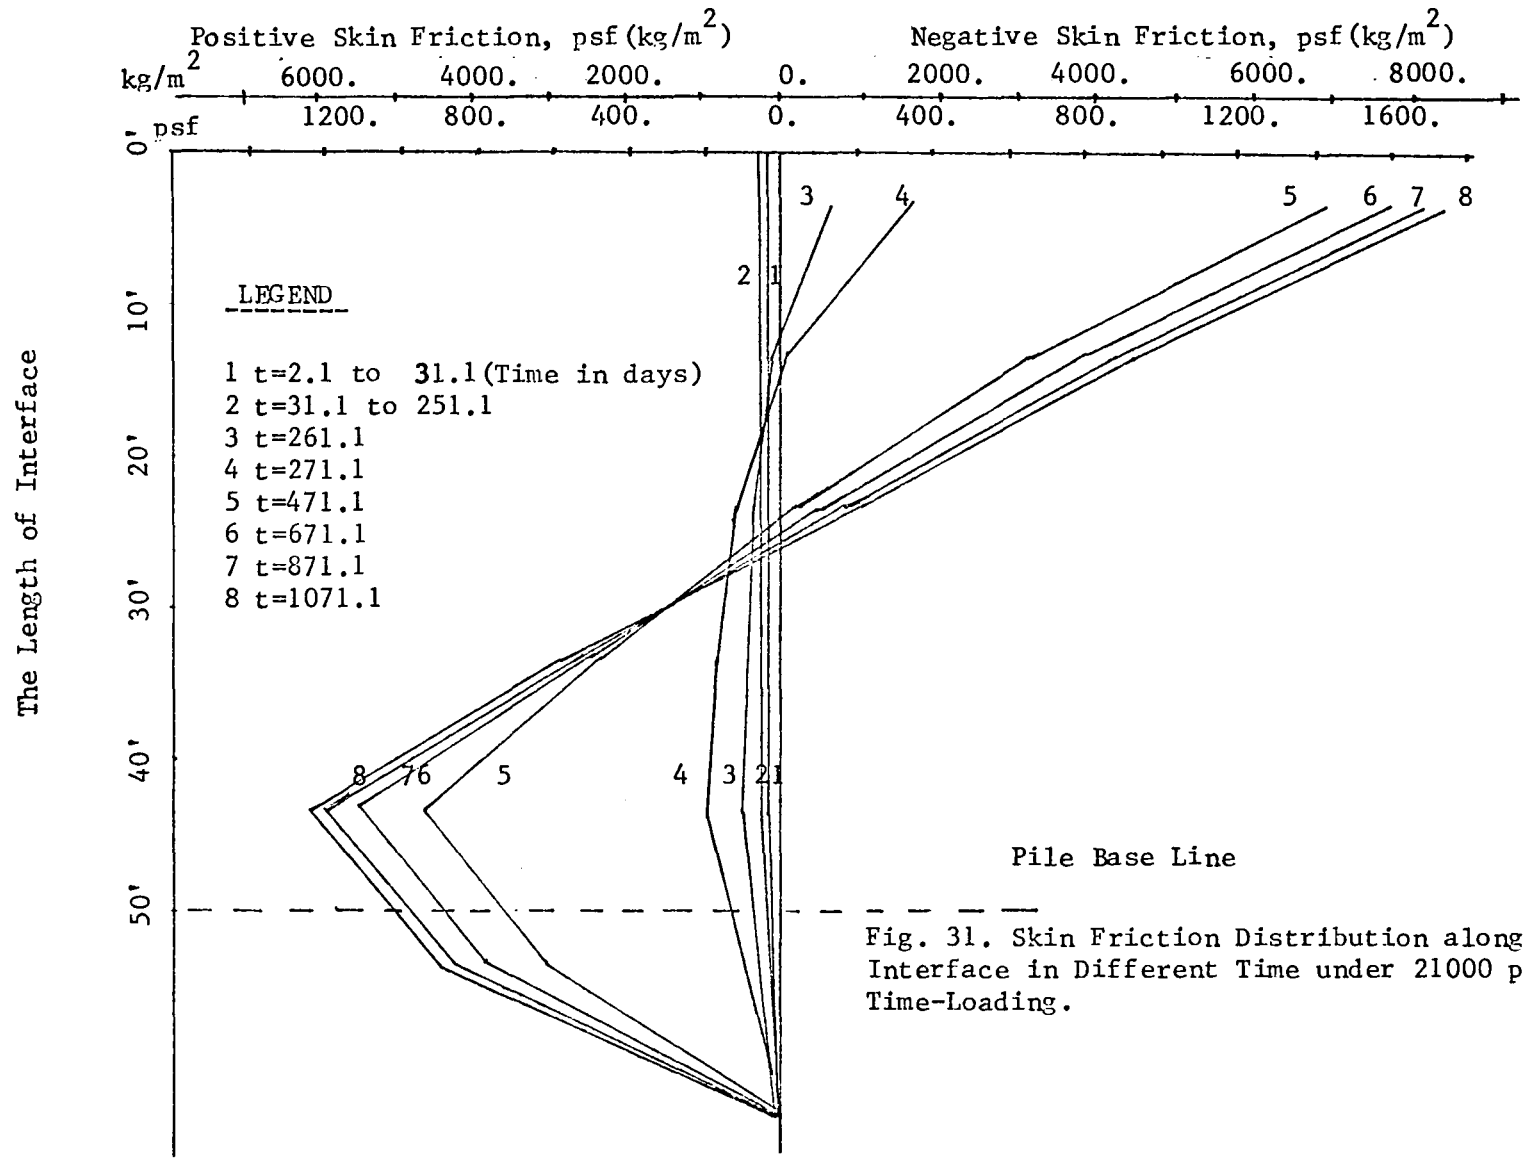 Positive Skin Friction, psf(kg/m2) Negative Skin Friction, psf(kg/m2)
kg/m2 6000. 4000. 2000. 0. 2000. 4000. 6000. 8000.
psf 1200. 800. 400. 0. 400. 800. 1200. 1600.
0'
3 4 5 6 7 8
2 1
10'
LEGEND
1 t=2.1 to 31.1(Time in days)
2 t=31.1 to 251.1
3 t=261.1
4 t=271.1
5 t=471.1
6 t=671.1
7 t=871.1
8 t=1071.1
20'
30'
The Length of Interface
40'
8 76 5 4 3 21
Pile Base Line
50'
Fig. 31. Skin Friction Distribution along
Interface in Different Time under 21000 p
Time-Loading.